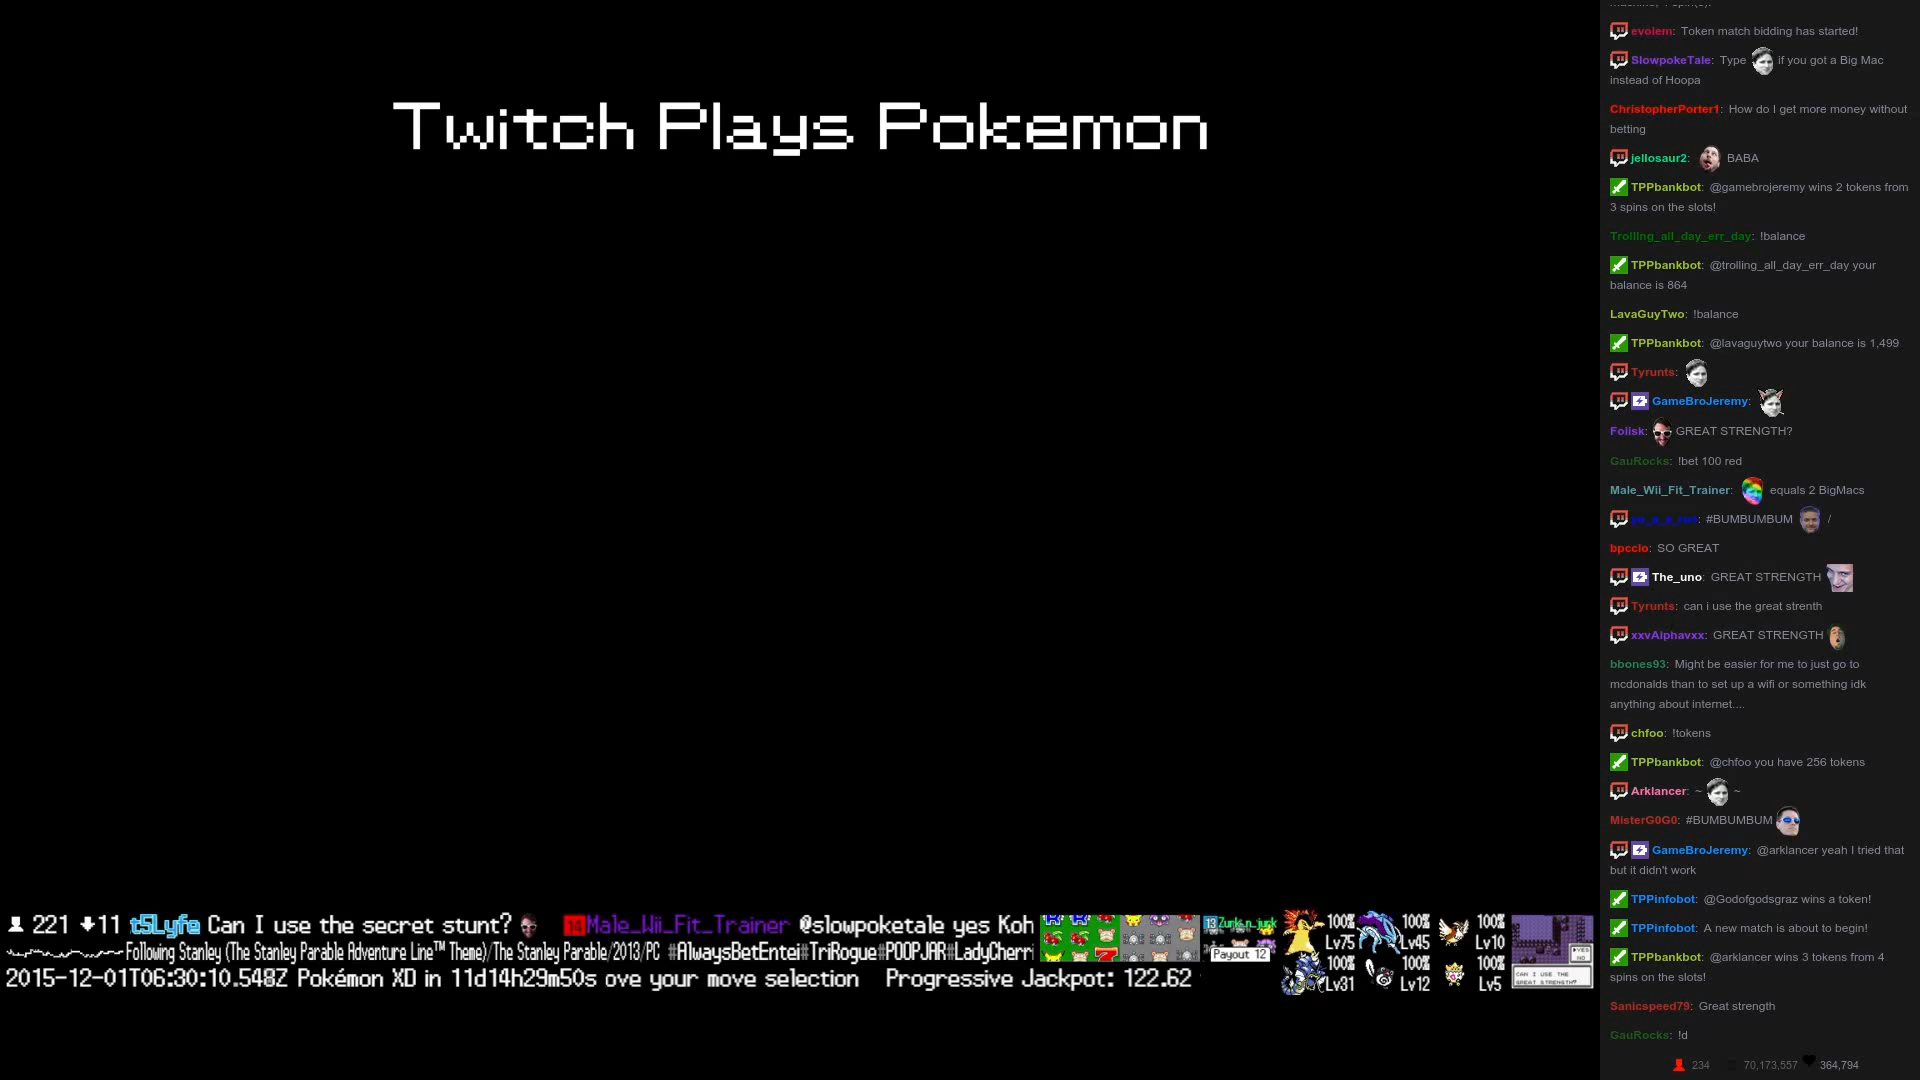 Twitch Plays Pokemon
evolem: Token match bidding has started!
SlowpokeTale: Type if you got a Big Mac
instead of Hoopa
ChristopherPorter1: How do I get more money without
betting
jellosaur2: BABA
TPPbankbot: @gamebrojeremy wins 2 tokens from
3 spins on the slots!
Trolling_all_day_err_day: !balance
TPPbankbot: @trolling_all_day_err_day your
balance is 864
LavaGuyTwo: !balance
TPPbankbot: @lavaguytwo your balance is 1,499
Tyrunts:
GameBroJeremy:
Foiisk: GREAT STRENGTH?
GauRocks: !bet 100 red
Male_Wii_Fit_Trainer: equals 2 BigMacs
#BUMBUMBUM /
bpcclo: SO GREAT
The_uno: GREAT STRENGTH
Tyrunts: can i use the great strenth
xxvAlphavxx: GREAT STRENGTH
bbones93: Might be easier for me to just go to
mcdonalds than to set up a wifi or something idk
anything about internet....
chfoo: !tokens
TPPbankbot: @chfoo you have 256 tokens
Arklancer: ~ ~
MisterG0G0: #BUMBUMBUM
GameBroJeremy: @arklancer yeah I tried that
but it didn't work
TPPinfobot: @Godofgodsgraz wins a token!
TPPinfobot: A new match is about to begin!
TPPbankbot: @arklancer wins 3 tokens from 4
spins on the slots!
Sanicspeed79: Great strength
GauRocks: !d
234 70,173,557 364,794
221 11 t5Lyfe Can I use the secret stunt? 14 Male_Wii_Fit_Trainer @slowpoketale yes Koh
Following Stanley (The Stanley Parable Adventure Line™ Theme)/The Stanley Parable/2013/PC #AlwaysBetEntei#TriRogue#POOPJAR#LadyCherri
2015-12-01T06:30:10.548Z Pokémon XD in 11d14h29m50s ove your move selection Progressive Jackpot: 122.62
13
Payout 12
100% 100% 100%
Lv75 Lv45 Lv10
100% 100% 100%
Lv31 Lv12 Lv5
YES
NO
CAN I USE THE
GREAT STRENGTH?